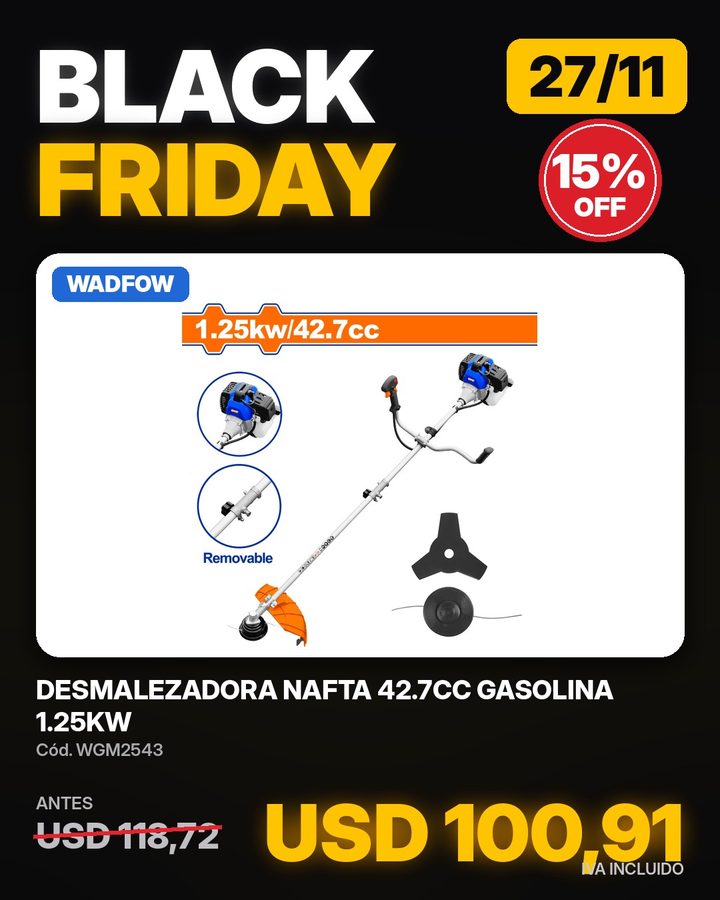 BLACK
FRIDAY
27/11
15%
OFF
WADFOW
1.25kw/42.7cc
Removable
DESMALEZADORA NAFTA 42.7CC GASOLINA
1.25KW
Cód. WGM2543
ANTES
USD 118,72
USD 100,91
IVA INCLUIDO